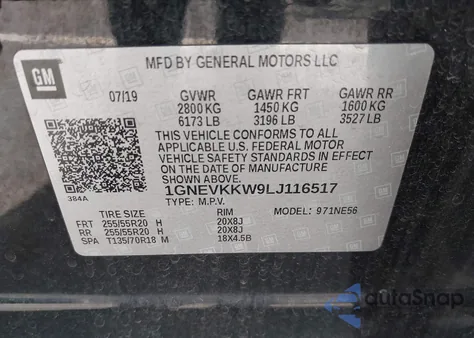 GM
MFD BY GENERAL MOTORS LLC
07/19 GVWR GAWR FRT GAWR RR
2800 KG 1450 KG 1600 KG
6173 LB 3196 LB 3527 LB
THIS VEHICLE CONFORMS TO ALL
APPLICABLE U.S. FEDERAL MOTOR
VEHICLE SAFETY STANDARDS IN EFFECT ON
THE DATE OF MANUFACTURE SHOWN ABOVE.
384A
1GNEVKKW9LJ116517
TYPE: M.P.V. MODEL: 971NE56
TIRE SIZE RIM
FRT 255/55R20 H 20X8J
RR 255/55R20 H 20X8J
SPA T135/70R18 M 18X4.5B
autoSnap